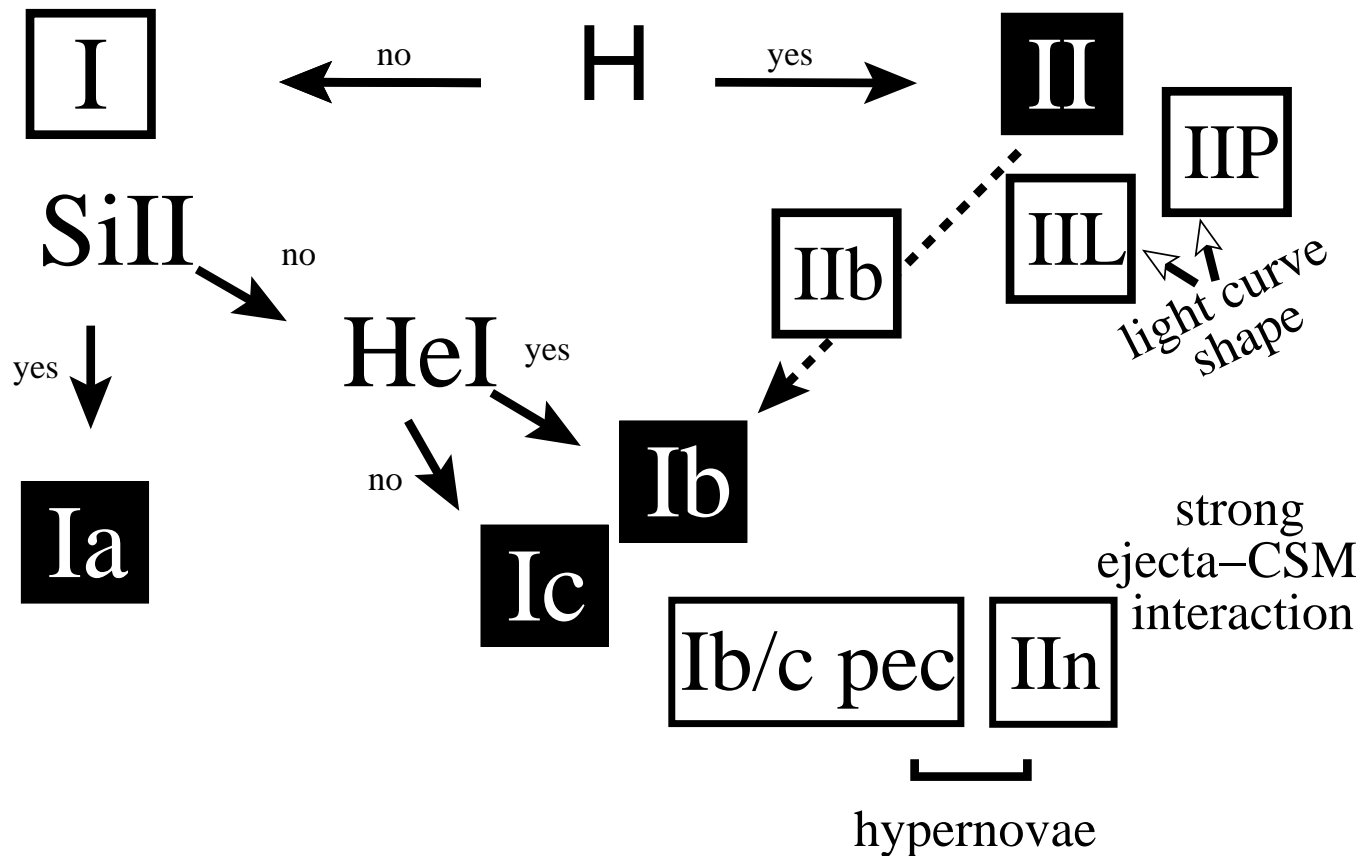 I
no
H
yes
II
IIP
SiII
no
IIb
IIL
light curve
shape
yes
HeI
yes
no
Ib
Ia
Ic
strong
ejecta–CSM
interaction
Ib/c pec
IIn
hypernovae